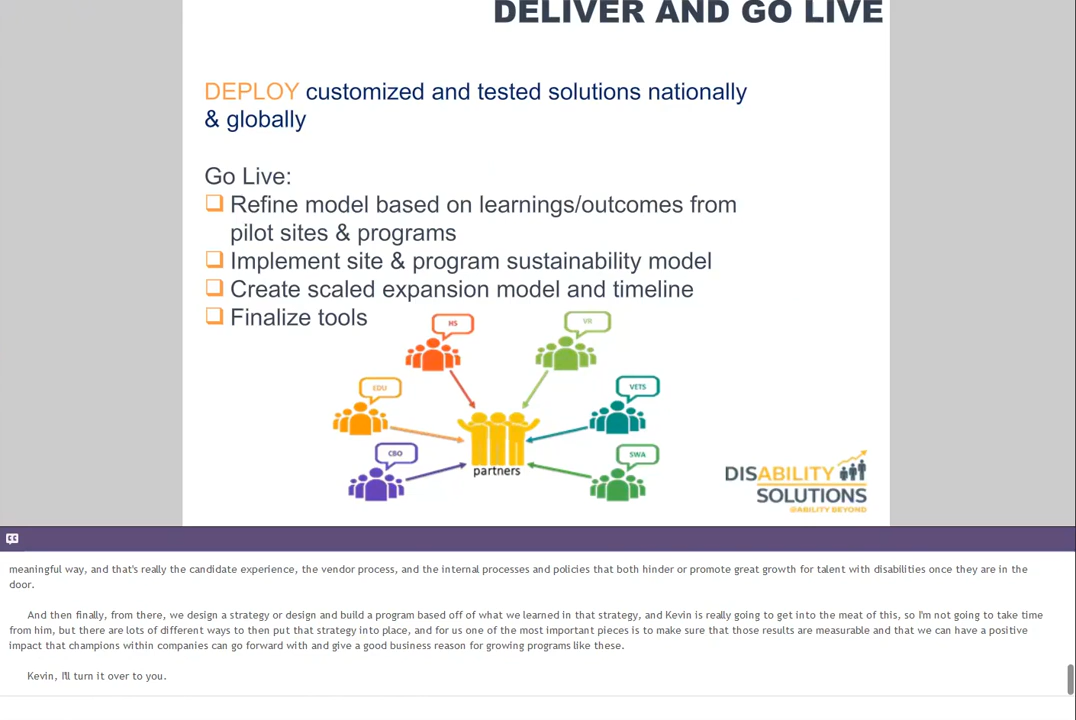 DELIVER AND GO LIVE
DEPLOY customized and tested solutions nationally
& globally
Go Live:
Refine model based on learnings/outcomes from
pilot sites & programs
Implement site & program sustainability model
Create scaled expansion model and timeline
Finalize tools
HS
VR
EDU
VETS
CBO
SWA
partners
DISABILITY
SOLUTIONS
@ABILITY BEYOND
CC
meaningful way, and that's really the candidate experience, the vendor process, and the internal processes and policies that both hinder or promote great growth for talent with disabilities once they are in the
door.
And then finally, from there, we design a strategy or design and build a program based off of what we learned in that strategy, and Kevin is really going to get into the meat of this, so I'm not going to take time
from him, but there are lots of different ways to then put that strategy into place, and for us one of the most important pieces is to make sure that those results are measurable and that we can have a positive
impact that champions within companies can go forward with and give a good business reason for growing programs like these.
Kevin, I'll turn it over to you.